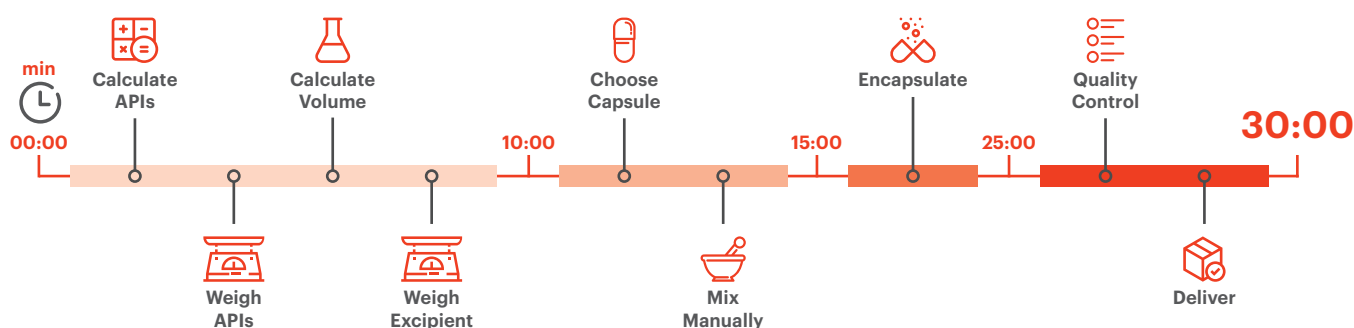 min
00:00
Calculate
APIs
Weigh
APIs
Calculate
Volume
Weigh
Excipient
10:00
Choose
Capsule
Mix
Manually
15:00
Encapsulate
25:00
Quality
Control
Deliver
30:00